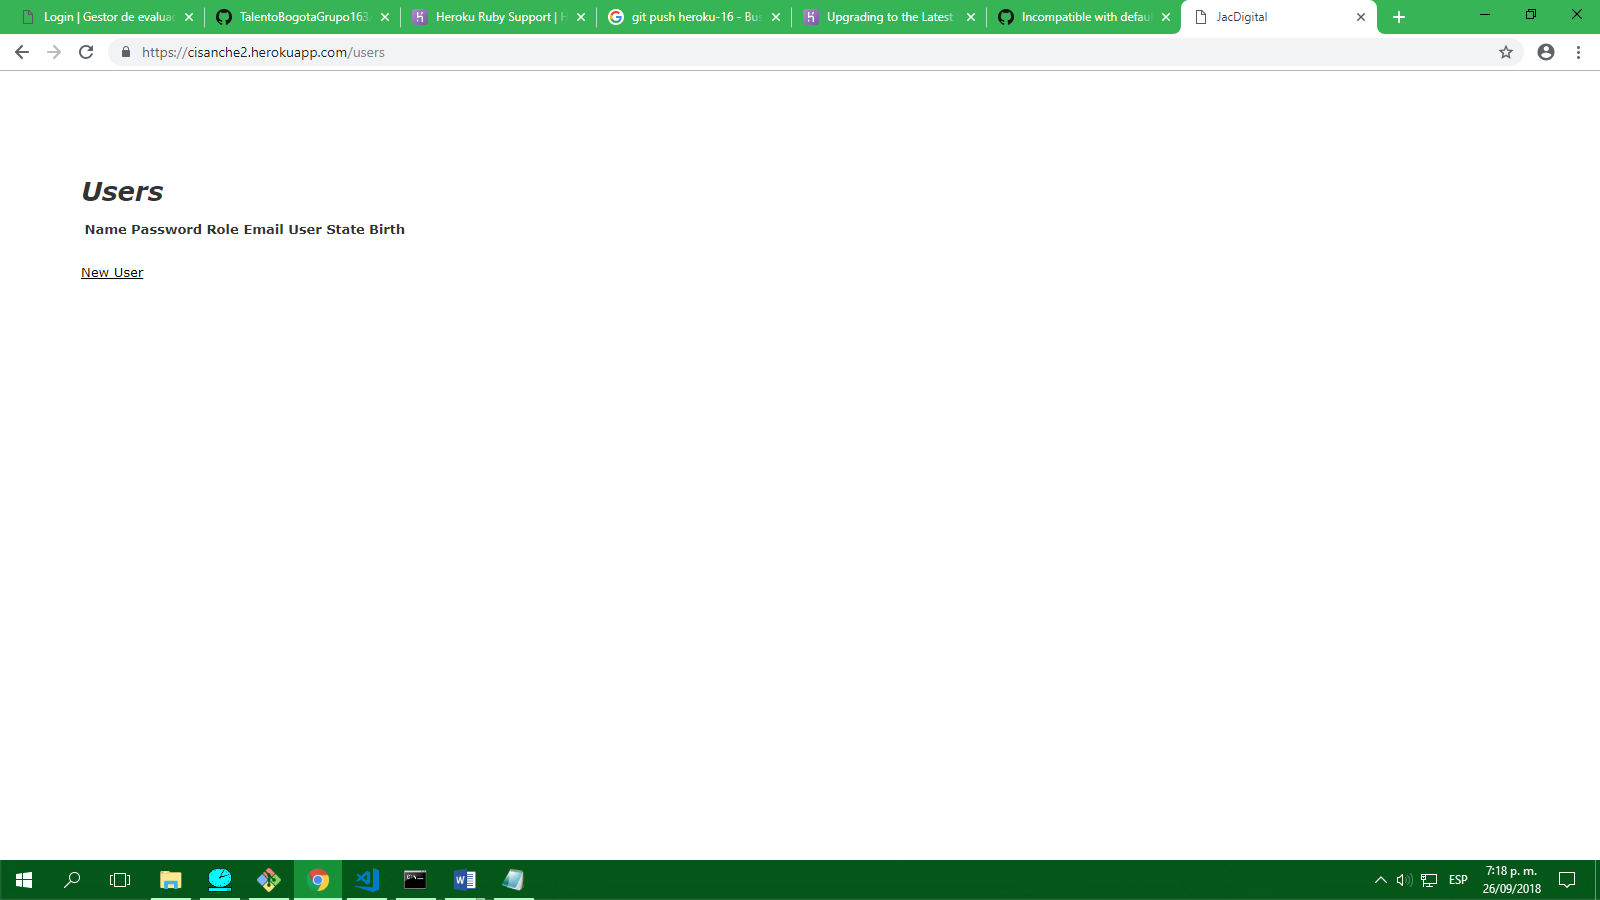 Login | Gestor de evaluac
TalentoBogotaGrupo163
Heroku Ruby Support | H
git push heroku-16 - Bus
Upgrading to the Latest
Incompatible with defaul
JacDigital
https://cisanche2.herokuapp.com/users
Users
Name Password Role Email User State Birth
New User
ESP
7:18 p. m.
26/09/2018